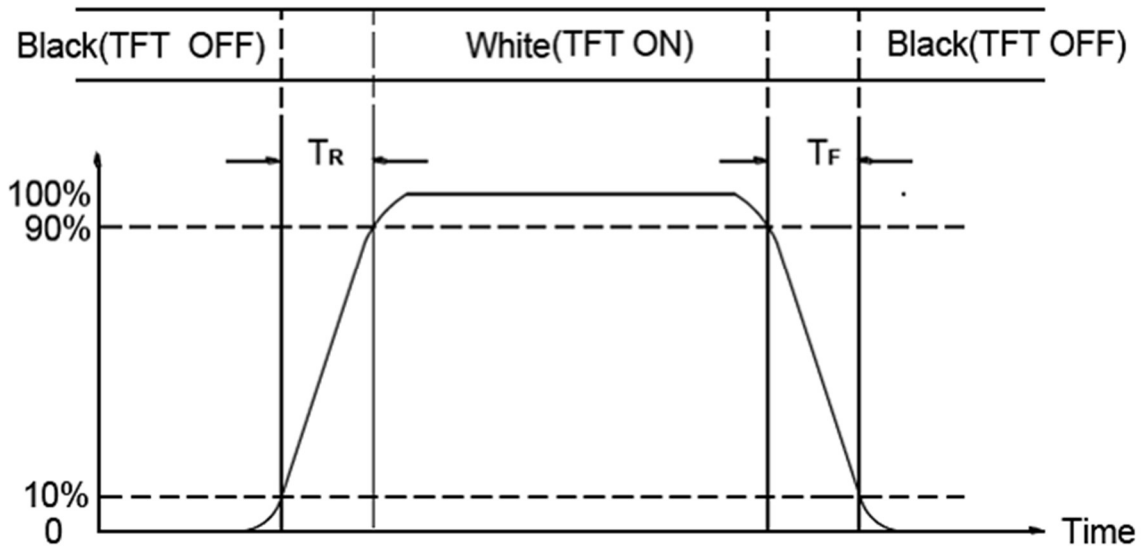 Black(TFT OFF) White(TFT ON) Black(TFT OFF)
TR TF
100%
90%
10%
0
Time